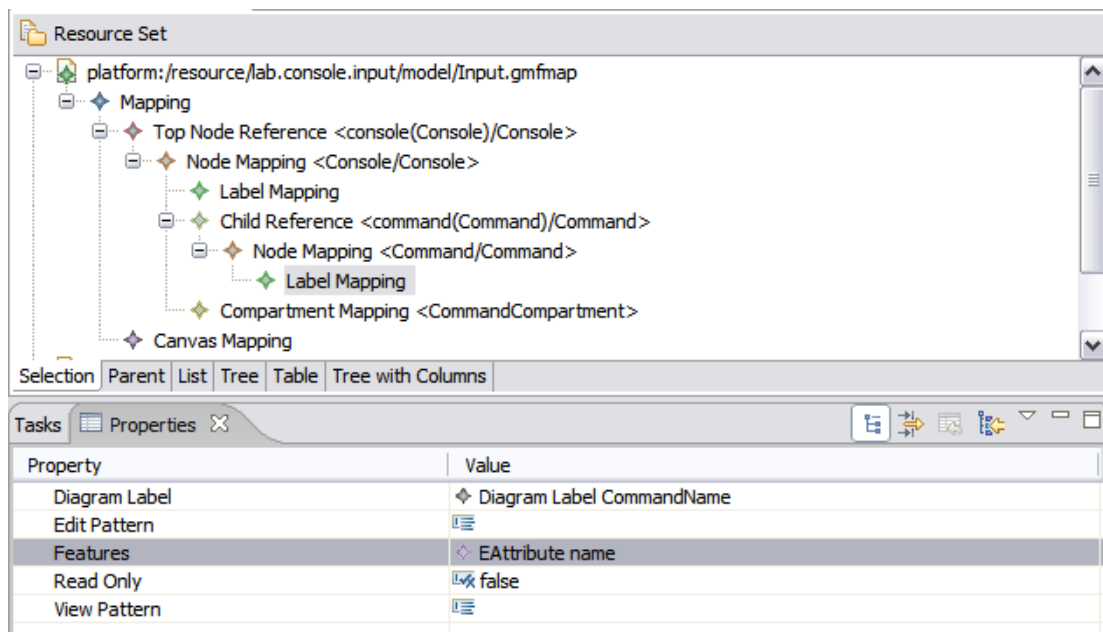 Resource Set
platform:/resource/lab.console.input/model/Input.gmfmap
Mapping
Top Node Reference <console(Console)/Console>
Node Mapping <Console/Console>
Label Mapping
Child Reference <command(Command)/Command>
Node Mapping <Command/Command>
Label Mapping
Compartment Mapping <CommandCompartment>
Canvas Mapping
Selection Parent List Tree Table Tree with Columns
Tasks Properties
Property Value
Diagram Label Diagram Label CommandName
Edit Pattern
Features EAttribute name
Read Only false
View Pattern